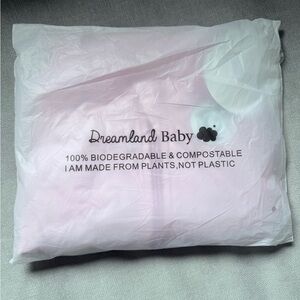 Dreamland Baby
100% BIODEGRADABLE & COMPOSTABLE
I AM MADE FROM PLANTS, NOT PLASTIC